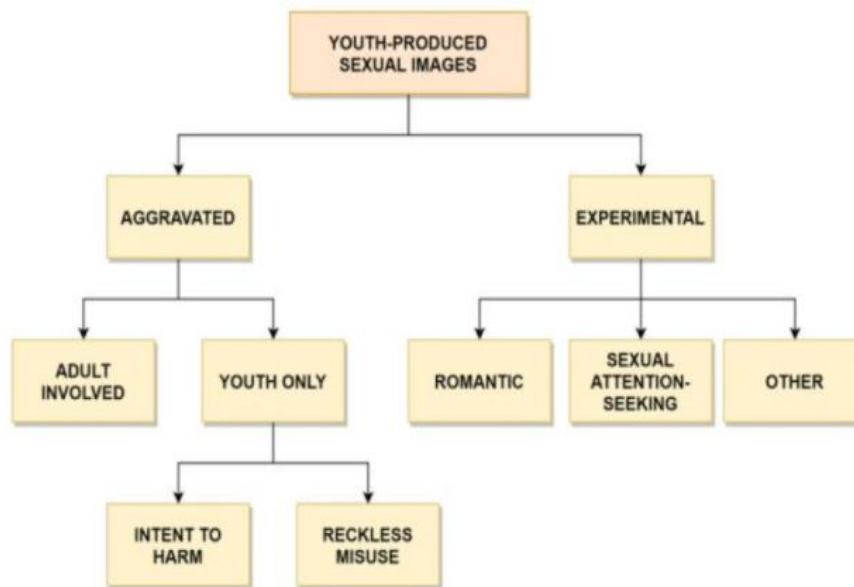 YOUTH-PRODUCED
SEXUAL IMAGES
AGGRAVATED
EXPERIMENTAL
ADULT
INVOLVED
YOUTH ONLY
ROMANTIC
SEXUAL
ATTENTION-
SEEKING
OTHER
INTENT TO
HARM
RECKLESS
MISUSE